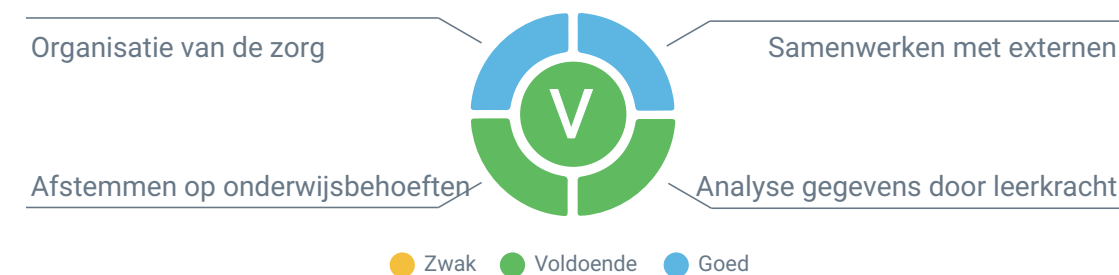 Organisatie van de zorg
Samenwerken met externen
V
Afstemmen op onderwijsbehoeften
Analyse gegevens door leerkracht
Zwak
Voldoende
Goed